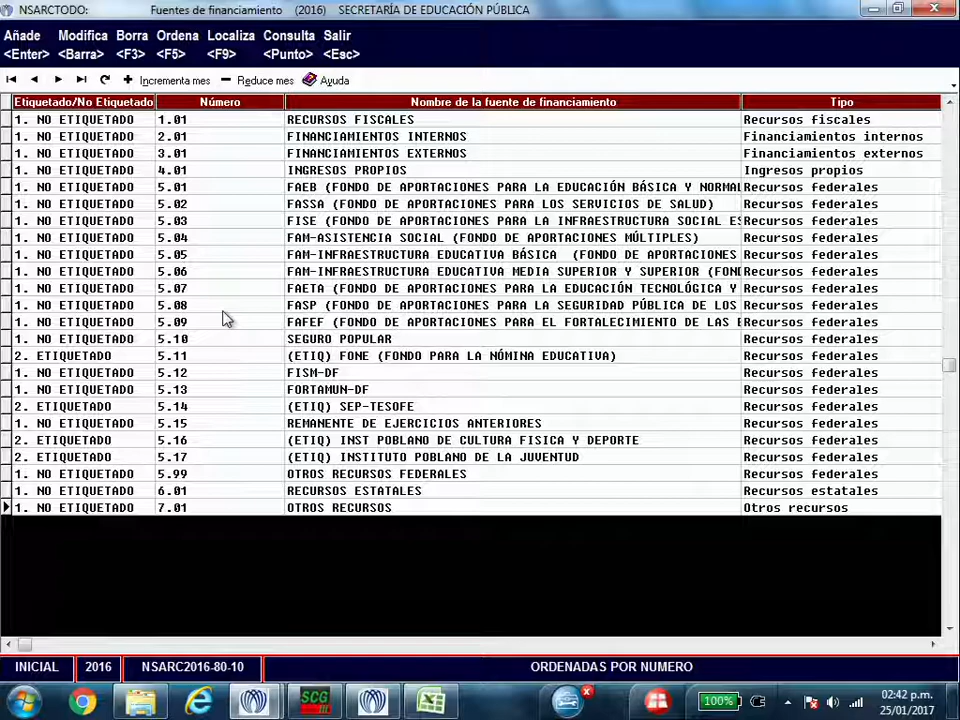 NSARCTODO: Fuentes de financiamiento (2016) SECRETARÍA DE EDUCACIÓN PÚBLICA
Añade Modifica Borra Ordena Localiza Consulta Salir
<Enter> <Barra> <F3> <F5> <F9> <Punto> <Esc>
Incrementa mes Reduce mes Ayuda
Etiquetado/No Etiquetado Número Nombre de la fuente de financiamiento Tipo
1. NO ETIQUETADO 1.01 RECURSOS FISCALES Recursos fiscales
1. NO ETIQUETADO 2.01 FINANCIAMIENTOS INTERNOS Financiamientos internos
1. NO ETIQUETADO 3.01 FINANCIAMIENTOS EXTERNOS Financiamientos externos
1. NO ETIQUETADO 4.01 INGRESOS PROPIOS Ingresos propios
1. NO ETIQUETADO 5.01 FAEB (FONDO DE APORTACIONES PARA LA EDUCACIÓN BÁSICA Y NORMAL Recursos federales
1. NO ETIQUETADO 5.02 FASSA (FONDO DE APORTACIONES PARA LOS SERVICIOS DE SALUD) Recursos federales
1. NO ETIQUETADO 5.03 FISE (FONDO DE APORTACIONES PARA LA INFRAESTRUCTURA SOCIAL ES Recursos federales
1. NO ETIQUETADO 5.04 FAM-ASISTENCIA SOCIAL (FONDO DE APORTACIONES MÚLTIPLES) Recursos federales
1. NO ETIQUETADO 5.05 FAM-INFRAESTRUCTURA EDUCATIVA BÁSICA (FONDO DE APORTACIONES Recursos federales
1. NO ETIQUETADO 5.06 FAM-INFRAESTRUCTURA EDUCATIVA MEDIA SUPERIOR Y SUPERIOR (FON Recursos federales
1. NO ETIQUETADO 5.07 FAETA (FONDO DE APORTACIONES PARA LA EDUCACIÓN TECNOLÓGICA Y Recursos federales
1. NO ETIQUETADO 5.08 FASP (FONDO DE APORTACIONES PARA LA SEGURIDAD PÚBLICA DE LOS Recursos federales
1. NO ETIQUETADO 5.09 FAFEF (FONDO DE APORTACIONES PARA EL FORTALECIMIENTO DE LAS E Recursos federales
1. NO ETIQUETADO 5.10 SEGURO POPULAR Recursos federales
2. ETIQUETADO 5.11 (ETIQ) FONE (FONDO PARA LA NÓMINA EDUCATIVA) Recursos federales
1. NO ETIQUETADO 5.12 FISM-DF Recursos federales
1. NO ETIQUETADO 5.13 FORTAMUN-DF Recursos federales
2. ETIQUETADO 5.14 (ETIQ) SEP-TESOFE Recursos federales
1. NO ETIQUETADO 5.15 REMANENTE DE EJERCICIOS ANTERIORES Recursos federales
2. ETIQUETADO 5.16 (ETIQ) INST POBLANO DE CULTURA FISICA Y DEPORTE Recursos federales
2. ETIQUETADO 5.17 (ETIQ) INSTITUTO POBLANO DE LA JUVENTUD Recursos federales
1. NO ETIQUETADO 5.99 OTROS RECURSOS FEDERALES Recursos federales
1. NO ETIQUETADO 6.01 RECURSOS ESTATALES Recursos estatales
1. NO ETIQUETADO 7.01 OTROS RECURSOS Otros recursos
INICIAL 2016 NSARC2016-80-10 ORDENADAS POR NUMERO
SCG 100% 02:42 p.m.
25/01/2017